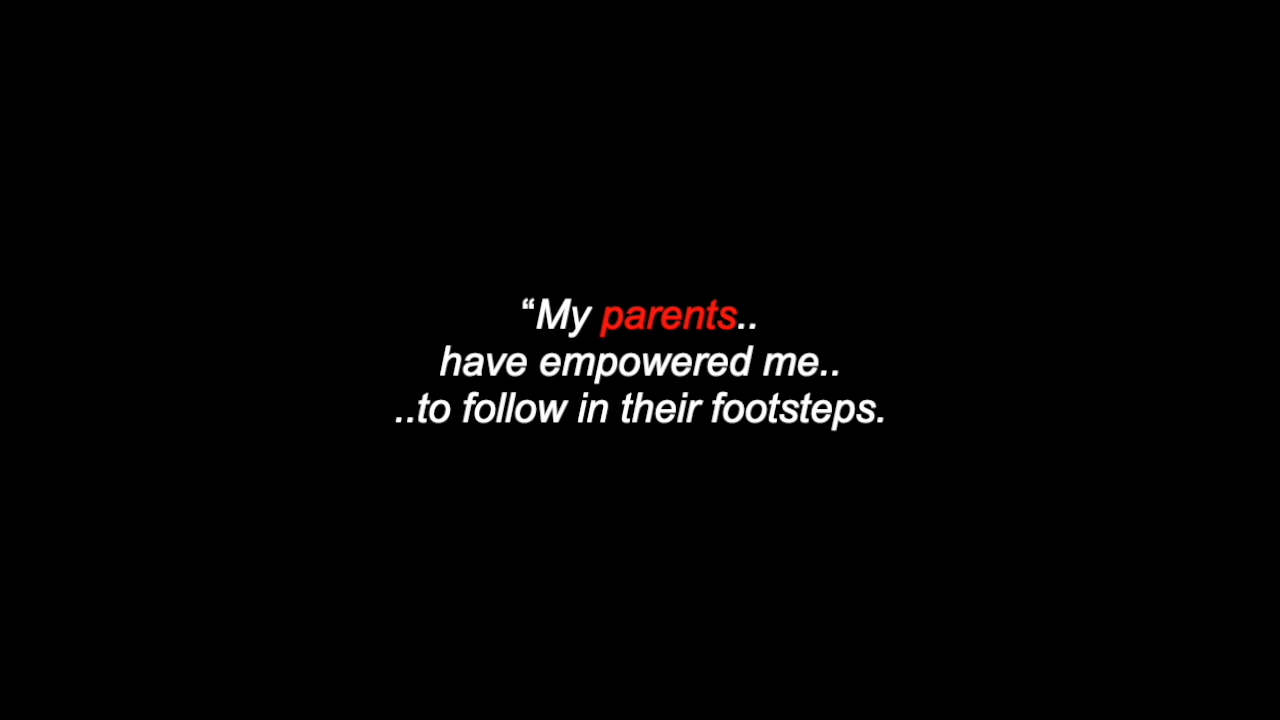 “My parents..
have empowered me..
..to follow in their footsteps.